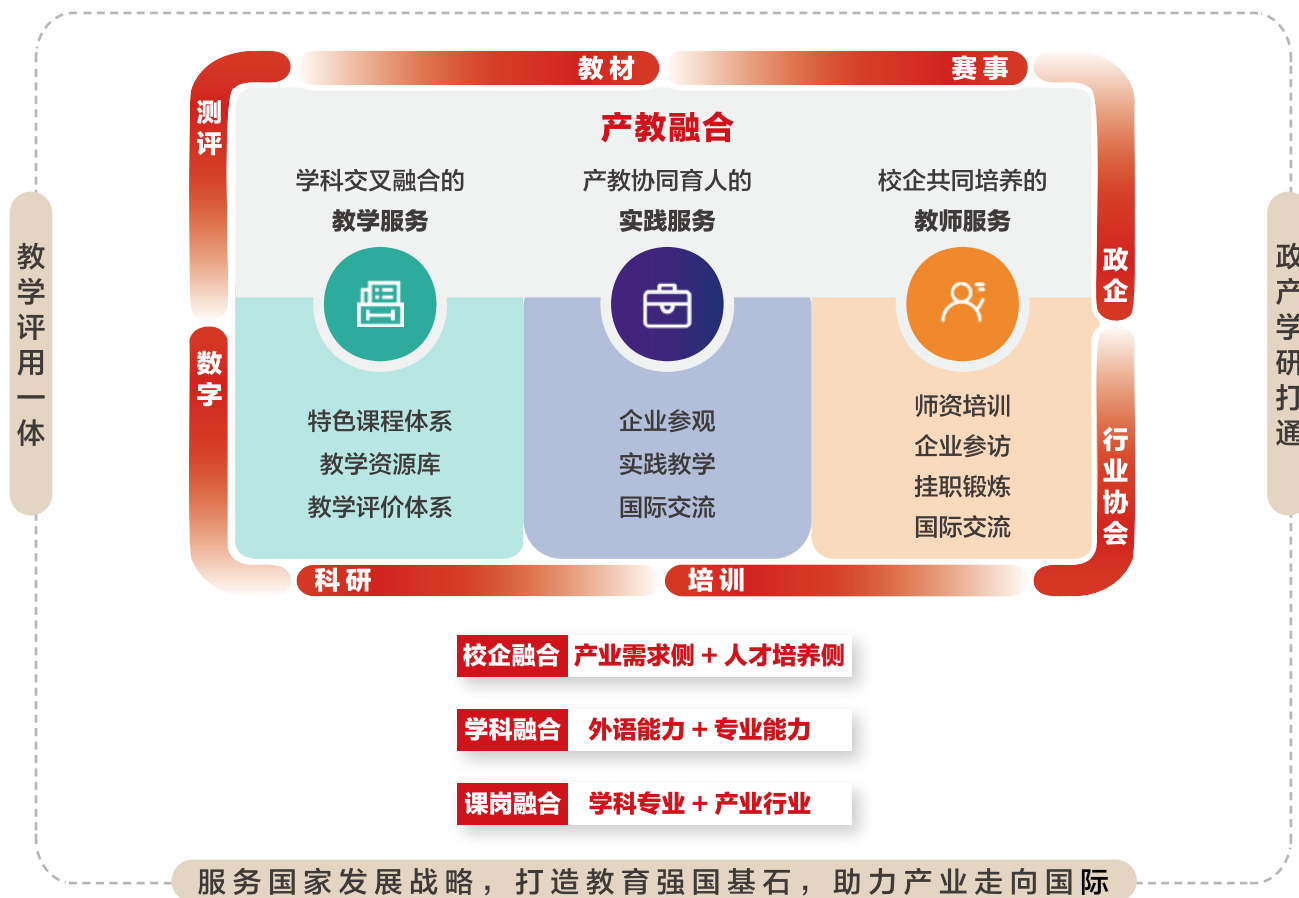 教材
赛事
测评
政企
数字
行业协会
科研
培训
教学评用一体
政产学研打通
产教融合
学科交叉融合的
教学服务
特色课程体系
教学资源库
教学评价体系
产教协同育人的
实践服务
企业参观
实践教学
国际交流
校企共同培养的
教师服务
师资培训
企业参访
挂职锻炼
国际交流
校企融合 产业需求侧 + 人才培养侧
学科融合 外语能力 + 专业能力
课岗融合 学科专业 + 产业行业
服务国家发展战略，打造教育强国基石，助力产业走向国际